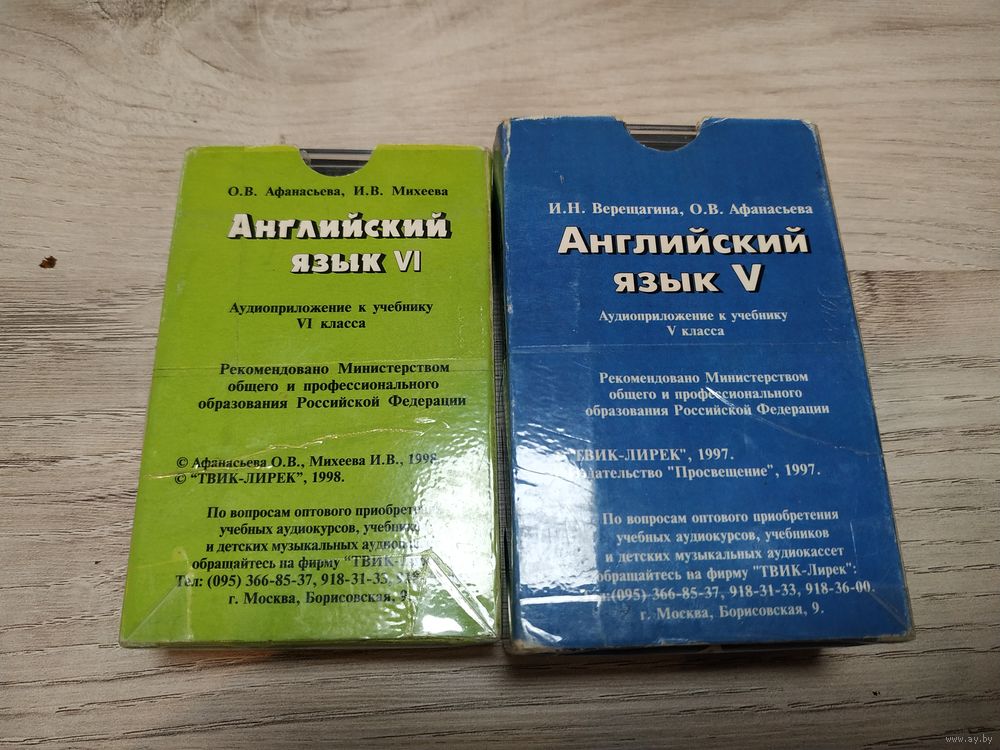 О.В. Афанасьева, И.В. Михеева
Английский
язык VI
Аудиоприложение к учебнику
VI класса
Рекомендовано Министерством
общего и профессионального
образования Российской Федерации
© Афанасьева О.В., Михеева И.В., 1998.
© "ТВИК-ЛИРЕК", 1998.
По вопросам оптового приобретения
учебных аудиокурсов,
и детских музыкальных
обращайтесь на фирму
Тел: (095) 366-85-37, 918-31-33,
г. Москва, Борисовская, 9.
И.Н. Верещагина, О.В. Афанасьева
Английский
язык V
Аудиоприложение к учебнику
V класса
Рекомендовано Министерством
общего и профессионального
образования Российской Федерации
"ТВИК-ЛИРЕК", 1997.
"Просвещение", 1997.
По вопросам оптового приобретения
учебных аудиокурсов, учебников
и детских музыкальных аудиокассет
обращайтесь на фирму "ТВИК-Лирек":
(095) 366-85-37, 918-31-33, 918-36-00.
г. Москва, Борисовская, 9.
www.ay.by